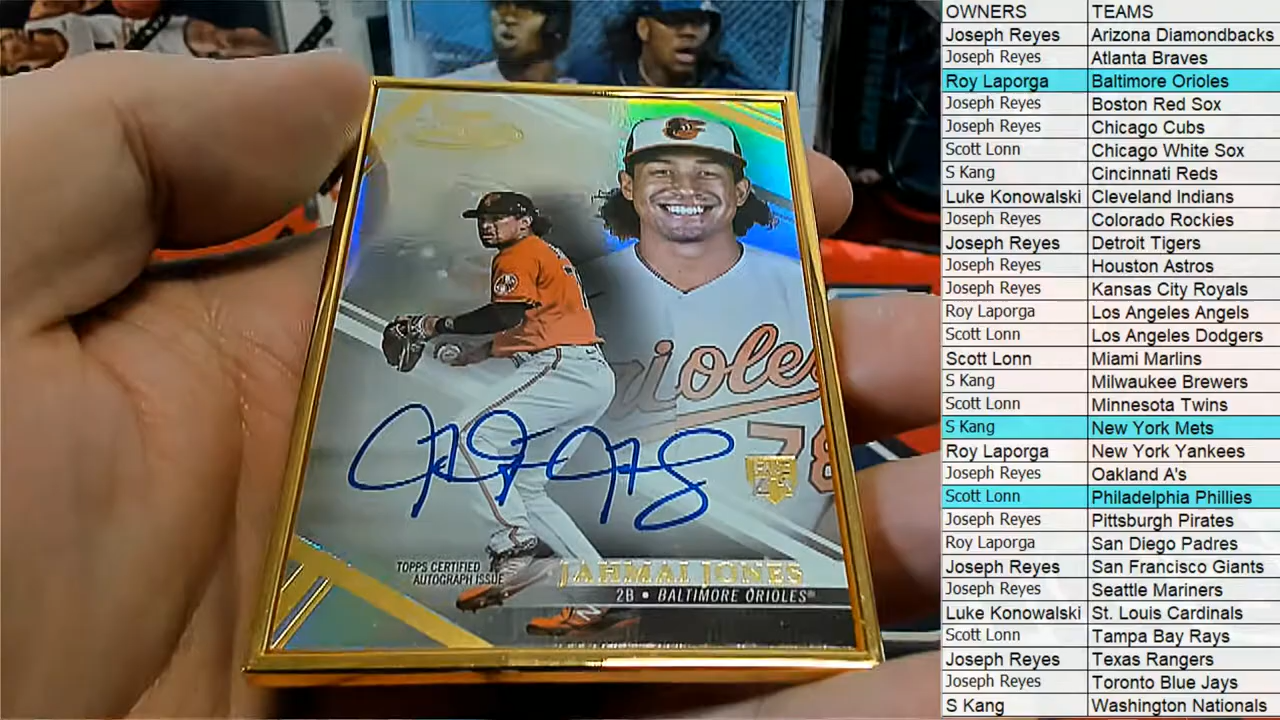 OWNERS TEAMS
Joseph Reyes Arizona Diamondbacks
Joseph Reyes Atlanta Braves
Roy Laporga Baltimore Orioles
Joseph Reyes Boston Red Sox
Joseph Reyes Chicago Cubs
Scott Lonn Chicago White Sox
S Kang Cincinnati Reds
Luke Konowalski Cleveland Indians
Joseph Reyes Colorado Rockies
Joseph Reyes Detroit Tigers
Joseph Reyes Houston Astros
Joseph Reyes Kansas City Royals
Roy Laporga Los Angeles Angels
Scott Lonn Los Angeles Dodgers
Scott Lonn Miami Marlins
S Kang Milwaukee Brewers
Scott Lonn Minnesota Twins
S Kang New York Mets
Roy Laporga New York Yankees
Joseph Reyes Oakland A's
Scott Lonn Philadelphia Phillies
Joseph Reyes Pittsburgh Pirates
Roy Laporga San Diego Padres
Joseph Reyes San Francisco Giants
Joseph Reyes Seattle Mariners
Luke Konowalski St. Louis Cardinals
Scott Lonn Tampa Bay Rays
Joseph Reyes Texas Rangers
Joseph Reyes Toronto Blue Jays
S Kang Washington Nationals
rioles
78
TOPPS CERTIFIED
AUTOGRAPH ISSUE
JAHMAI JONES
2B • BALTIMORE ORIOLES